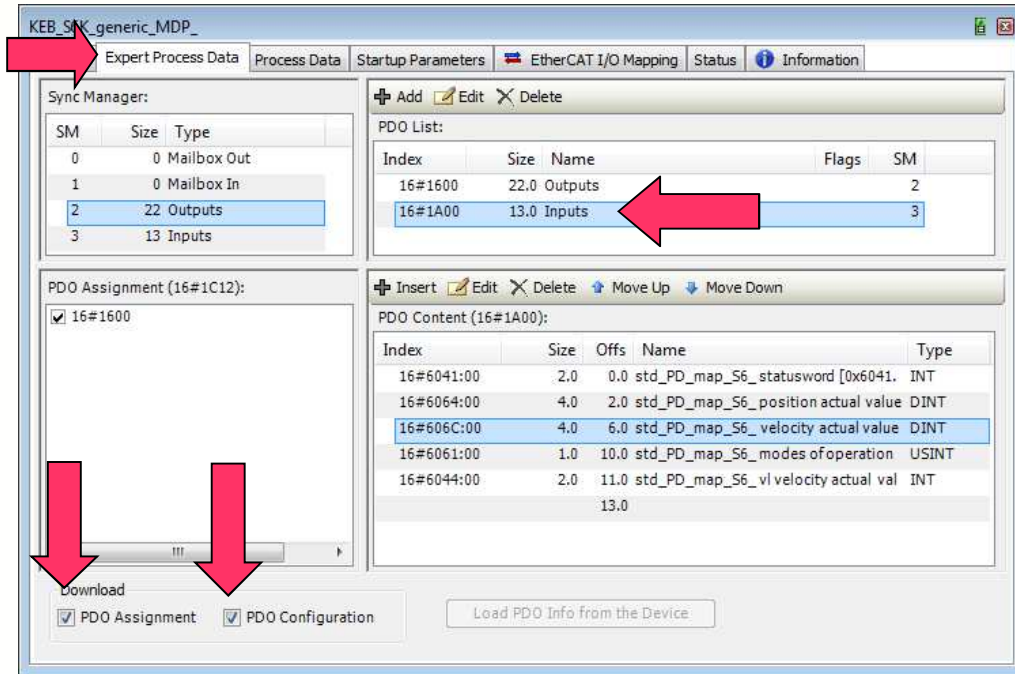 KEB_S6K_generic_MDP_
Expert Process Data Process Data Startup Parameters EtherCAT I/O Mapping Status Information
Sync Manager:
SM Size Type
0 0 Mailbox Out
1 0 Mailbox In
2 22 Outputs
3 13 Inputs
Add Edit Delete
PDO List:
Index Size Name Flags SM
16#1600 22.0 Outputs 2
16#1A00 13.0 Inputs 3
PDO Assignment (16#1C12):
16#1600
Insert Edit Delete Move Up Move Down
PDO Content (16#1A00):
Index Size Offs Name Type
16#6041:00 2.0 0.0 std_PD_map_S6_ statusword [0x6041. INT
16#6064:00 4.0 2.0 std_PD_map_S6_ position actual value DINT
16#606C:00 4.0 6.0 std_PD_map_S6_ velocity actual value DINT
16#6061:00 1.0 10.0 std_PD_map_S6_ modes of operation USINT
16#6044:00 2.0 11.0 std_PD_map_S6_ vl velocity actual val INT
13.0
Download
PDO Assignment PDO Configuration
Load PDO Info from the Device